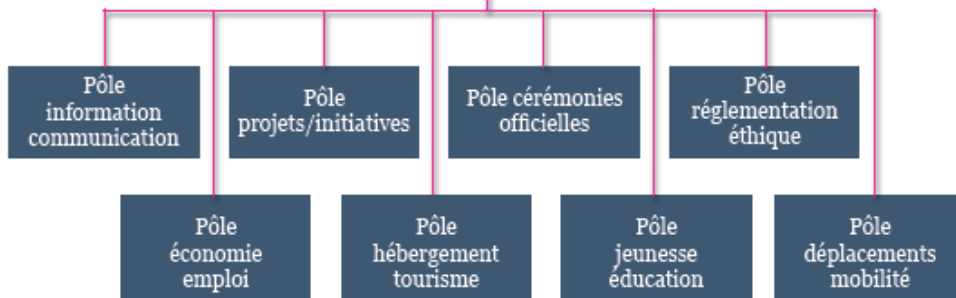 Pôle
information
communication
Pôle
projets/initiatives
Pôle cérémonies
officielles
Pôle
réglementation
éthique
Pôle
économie
emploi
Pôle
hébergement
tourisme
Pôle
jeunesse
éducation
Pôle
déplacements
mobilité